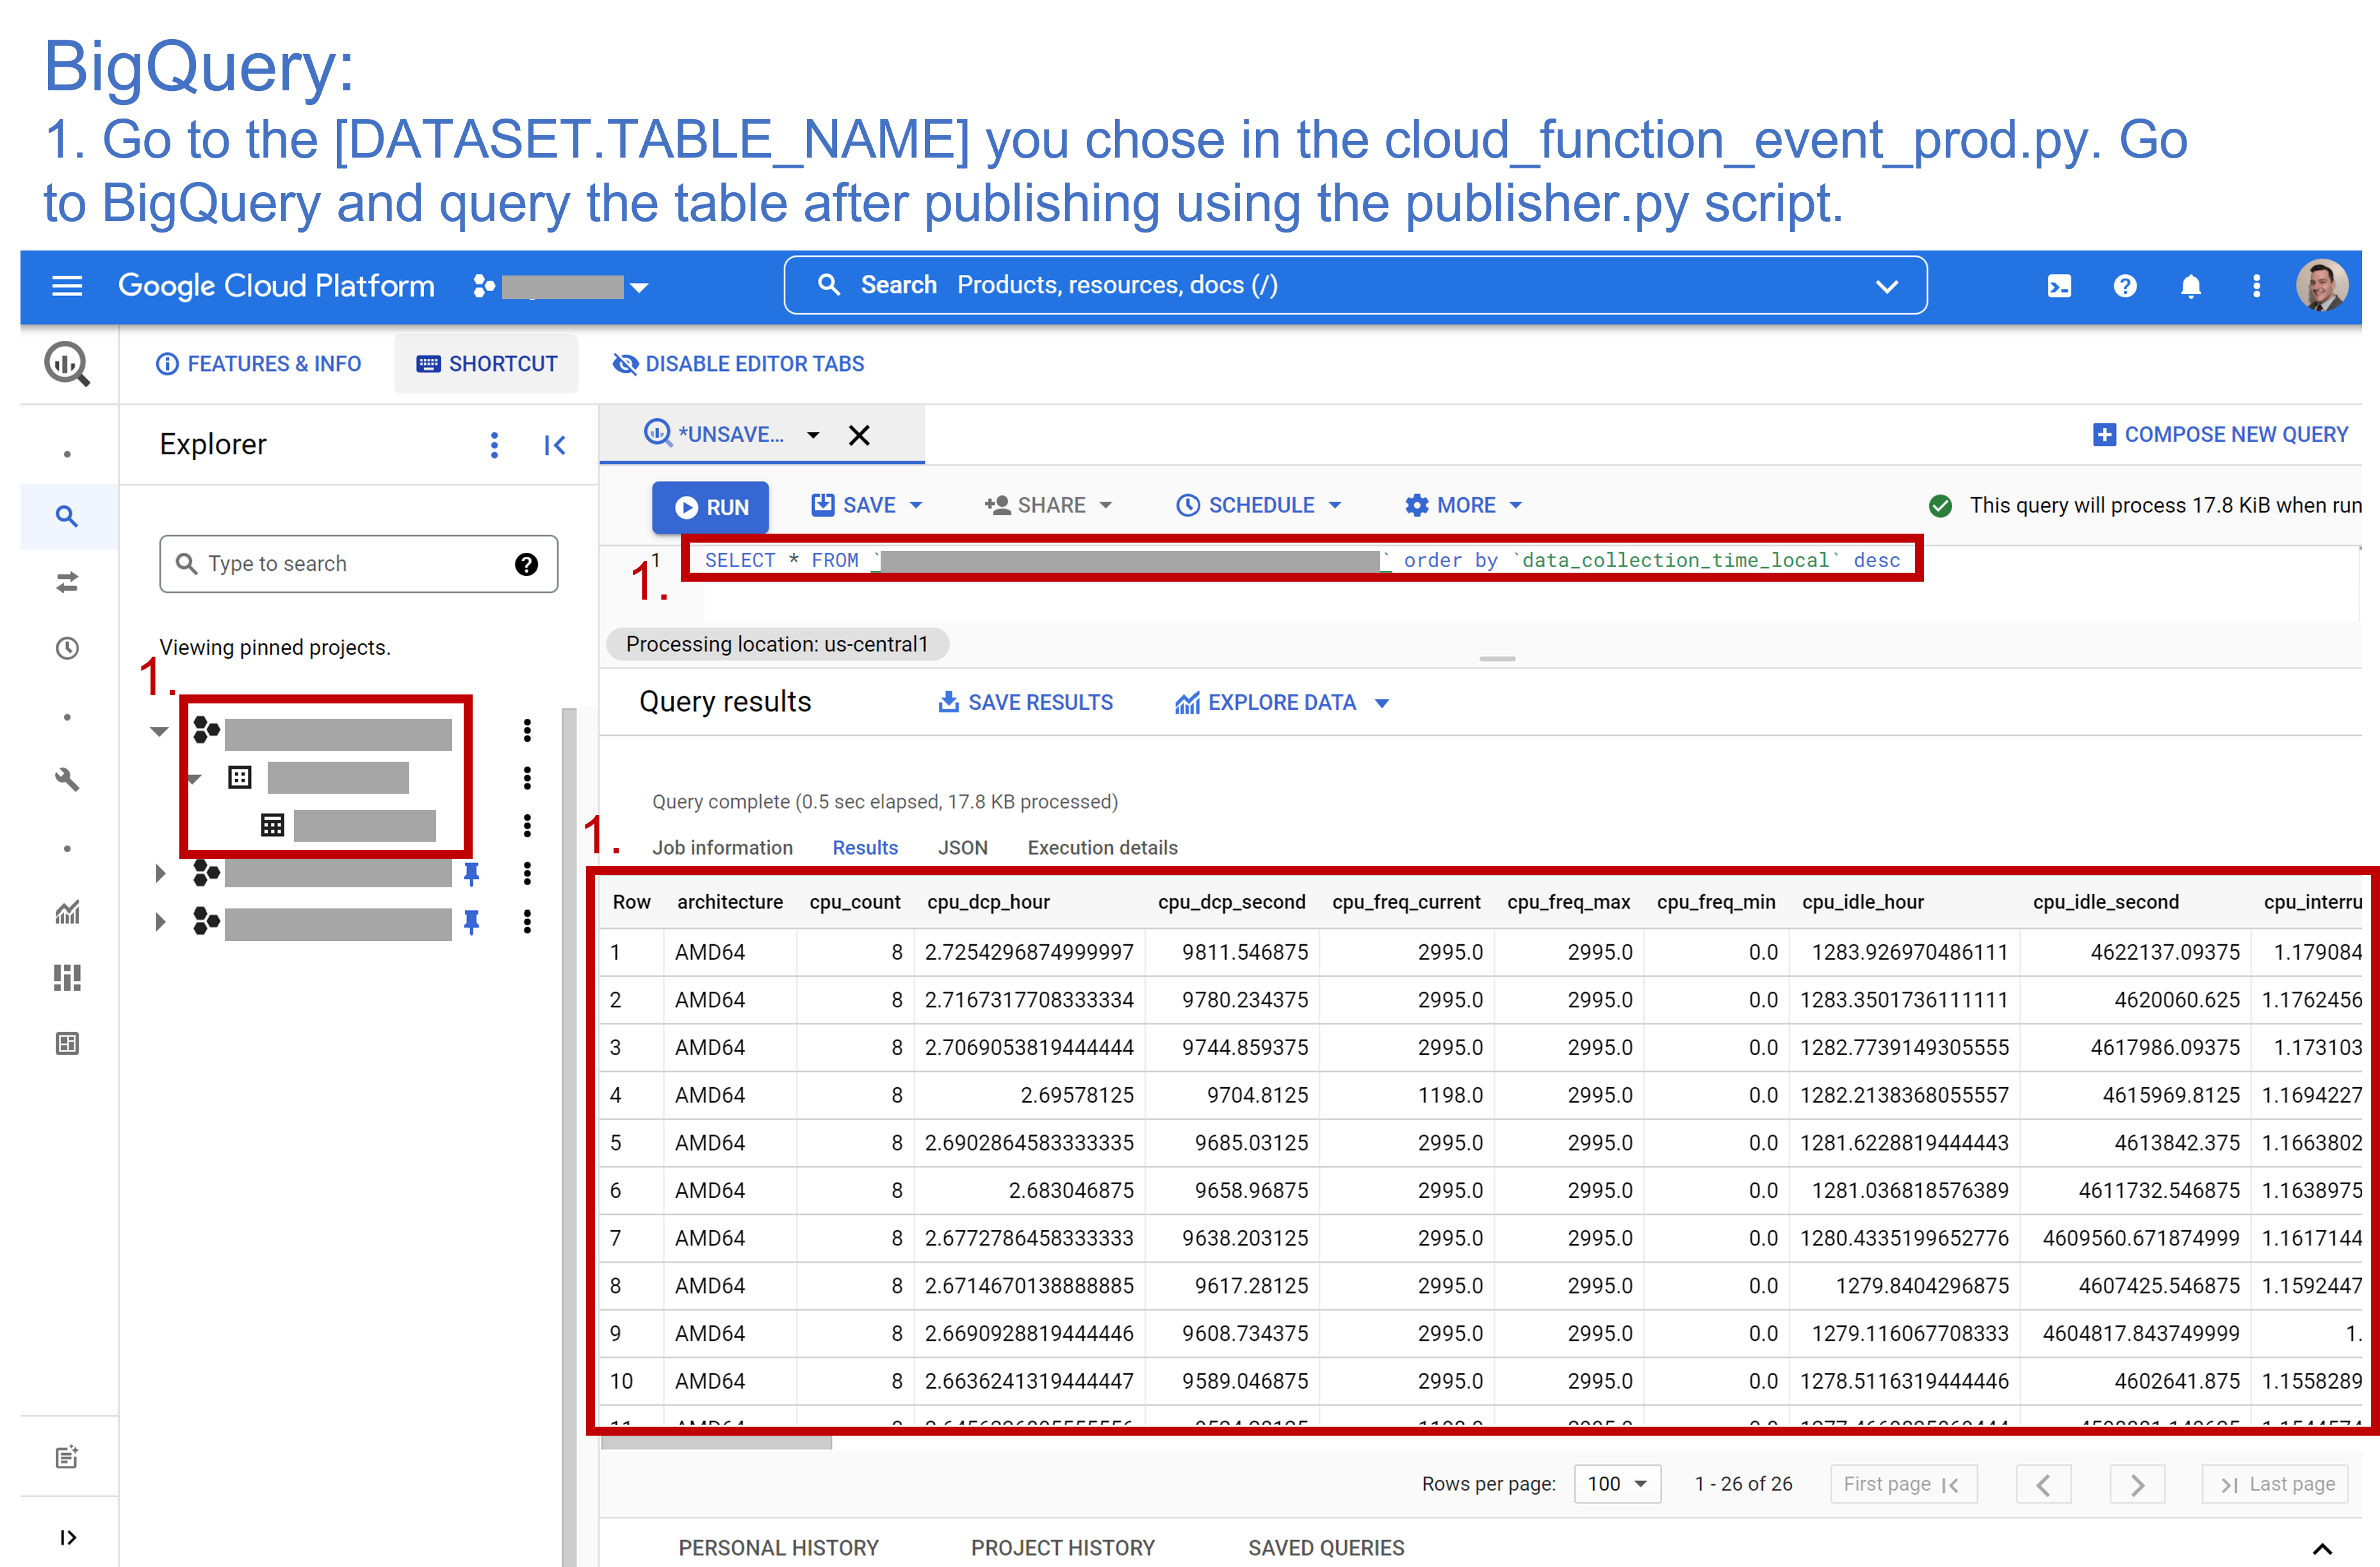 BigQuery:
1. Go to the [DATASET.TABLE_NAME] you chose in the cloud_function_event_prod.py. Go
to BigQuery and query the table after publishing using the publisher.py script.
Google Cloud Platform
Search Products, resources, docs (/)
FEATURES & INFO
SHORTCUT
DISABLE EDITOR TABS
Explorer
*UNSAVE...
COMPOSE NEW QUERY
RUN
SAVE
SHARE
SCHEDULE
MORE
This query will process 17.8 KiB when run
Type to search
1.
1 SELECT * FROM ` ` order by `data_collection_time_local` desc
Viewing pinned projects.
Processing location: us-central1
1.
Query results
SAVE RESULTS
EXPLORE DATA
Query complete (0.5 sec elapsed, 17.8 KB processed)
1.
Job information Results JSON Execution details
Row architecture cpu_count cpu_dcp_hour cpu_dcp_second cpu_freq_current cpu_freq_max cpu_freq_min cpu_idle_hour cpu_idle_second cpu_interru
1 AMD64 8 2.7254296874999997 9811.546875 2995.0 2995.0 0.0 1283.926970486111 4622137.09375 1.179084
2 AMD64 8 2.7167317708333334 9780.234375 2995.0 2995.0 0.0 1283.3501736111111 4620060.625 1.1762456
3 AMD64 8 2.7069053819444444 9744.859375 2995.0 2995.0 0.0 1282.7739149305555 4617986.09375 1.173103
4 AMD64 8 2.69578125 9704.8125 1198.0 2995.0 0.0 1282.2138368055557 4615969.8125 1.1694227
5 AMD64 8 2.6902864583333335 9685.03125 2995.0 2995.0 0.0 1281.6228819444443 4613842.375 1.1663802
6 AMD64 8 2.683046875 9658.96875 2995.0 2995.0 0.0 1281.036818576389 4611732.546875 1.1638975
7 AMD64 8 2.6772786458333333 9638.203125 2995.0 2995.0 0.0 1280.4335199652776 4609560.671874999 1.1617144
8 AMD64 8 2.6714670138888885 9617.28125 2995.0 2995.0 0.0 1279.8404296875 4607425.546875 1.1592447
9 AMD64 8 2.6690928819444446 9608.734375 2995.0 2995.0 0.0 1279.116067708333 4604817.843749999 1.
10 AMD64 8 2.6636241319444447 9589.046875 2995.0 2995.0 0.0 1278.5116319444446 4602641.875 1.1558289
Rows per page: 100 1 - 26 of 26 First page Last page
PERSONAL HISTORY PROJECT HISTORY SAVED QUERIES